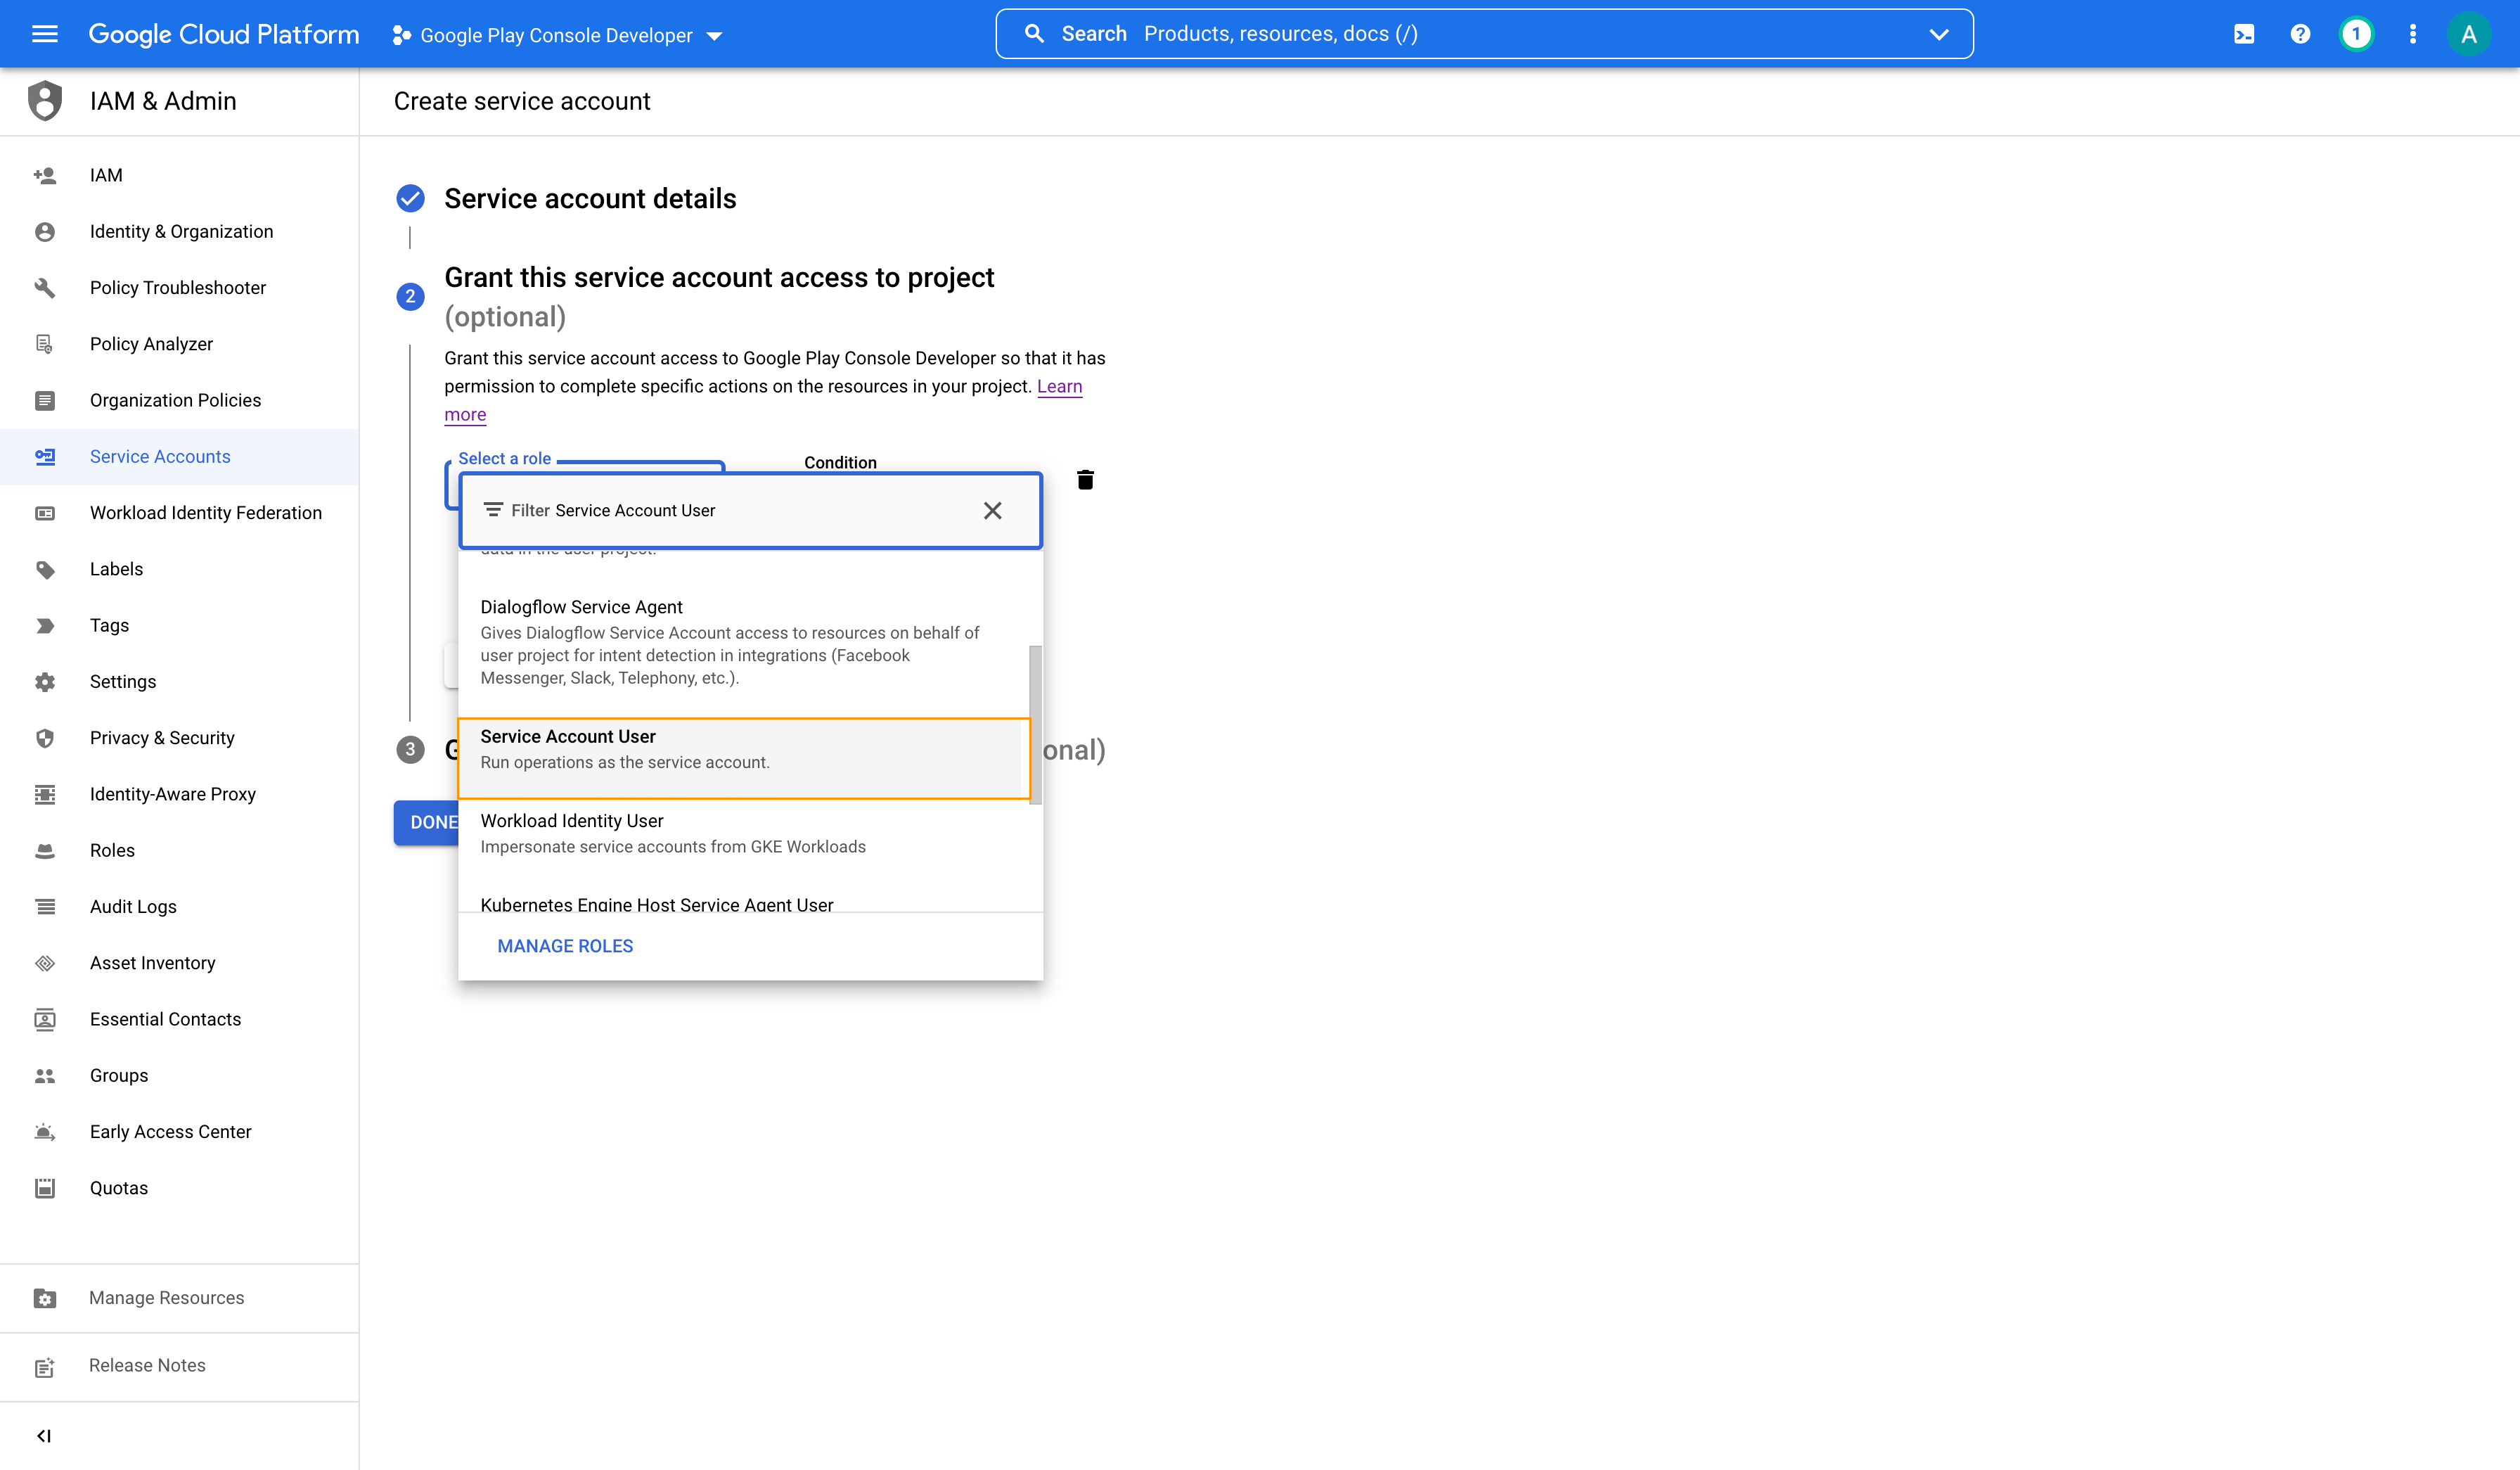 Google Cloud Platform
Google Play Console Developer
Search Products, resources, docs (/)
1
A
IAM & Admin
Create service account
IAM
Identity & Organization
Policy Troubleshooter
Policy Analyzer
Organization Policies
Service Accounts
Workload Identity Federation
Labels
Tags
Settings
Privacy & Security
Identity-Aware Proxy
Roles
Audit Logs
Asset Inventory
Essential Contacts
Groups
Early Access Center
Quotas
Manage Resources
Release Notes
Service account details
2
Grant this service account access to project
(optional)
Grant this service account access to Google Play Console Developer so that it has
permission to complete specific actions on the resources in your project. Learn
more
Select a role
Condition
Filter Service Account User
data in the user project.
Dialogflow Service Agent
Gives Dialogflow Service Account access to resources on behalf of
user project for intent detection in integrations (Facebook
Messenger, Slack, Telephony, etc.).
Service Account User
Run operations as the service account.
Workload Identity User
Impersonate service accounts from GKE Workloads
Kubernetes Engine Host Service Agent User
MANAGE ROLES
3
G
onal)
DONE